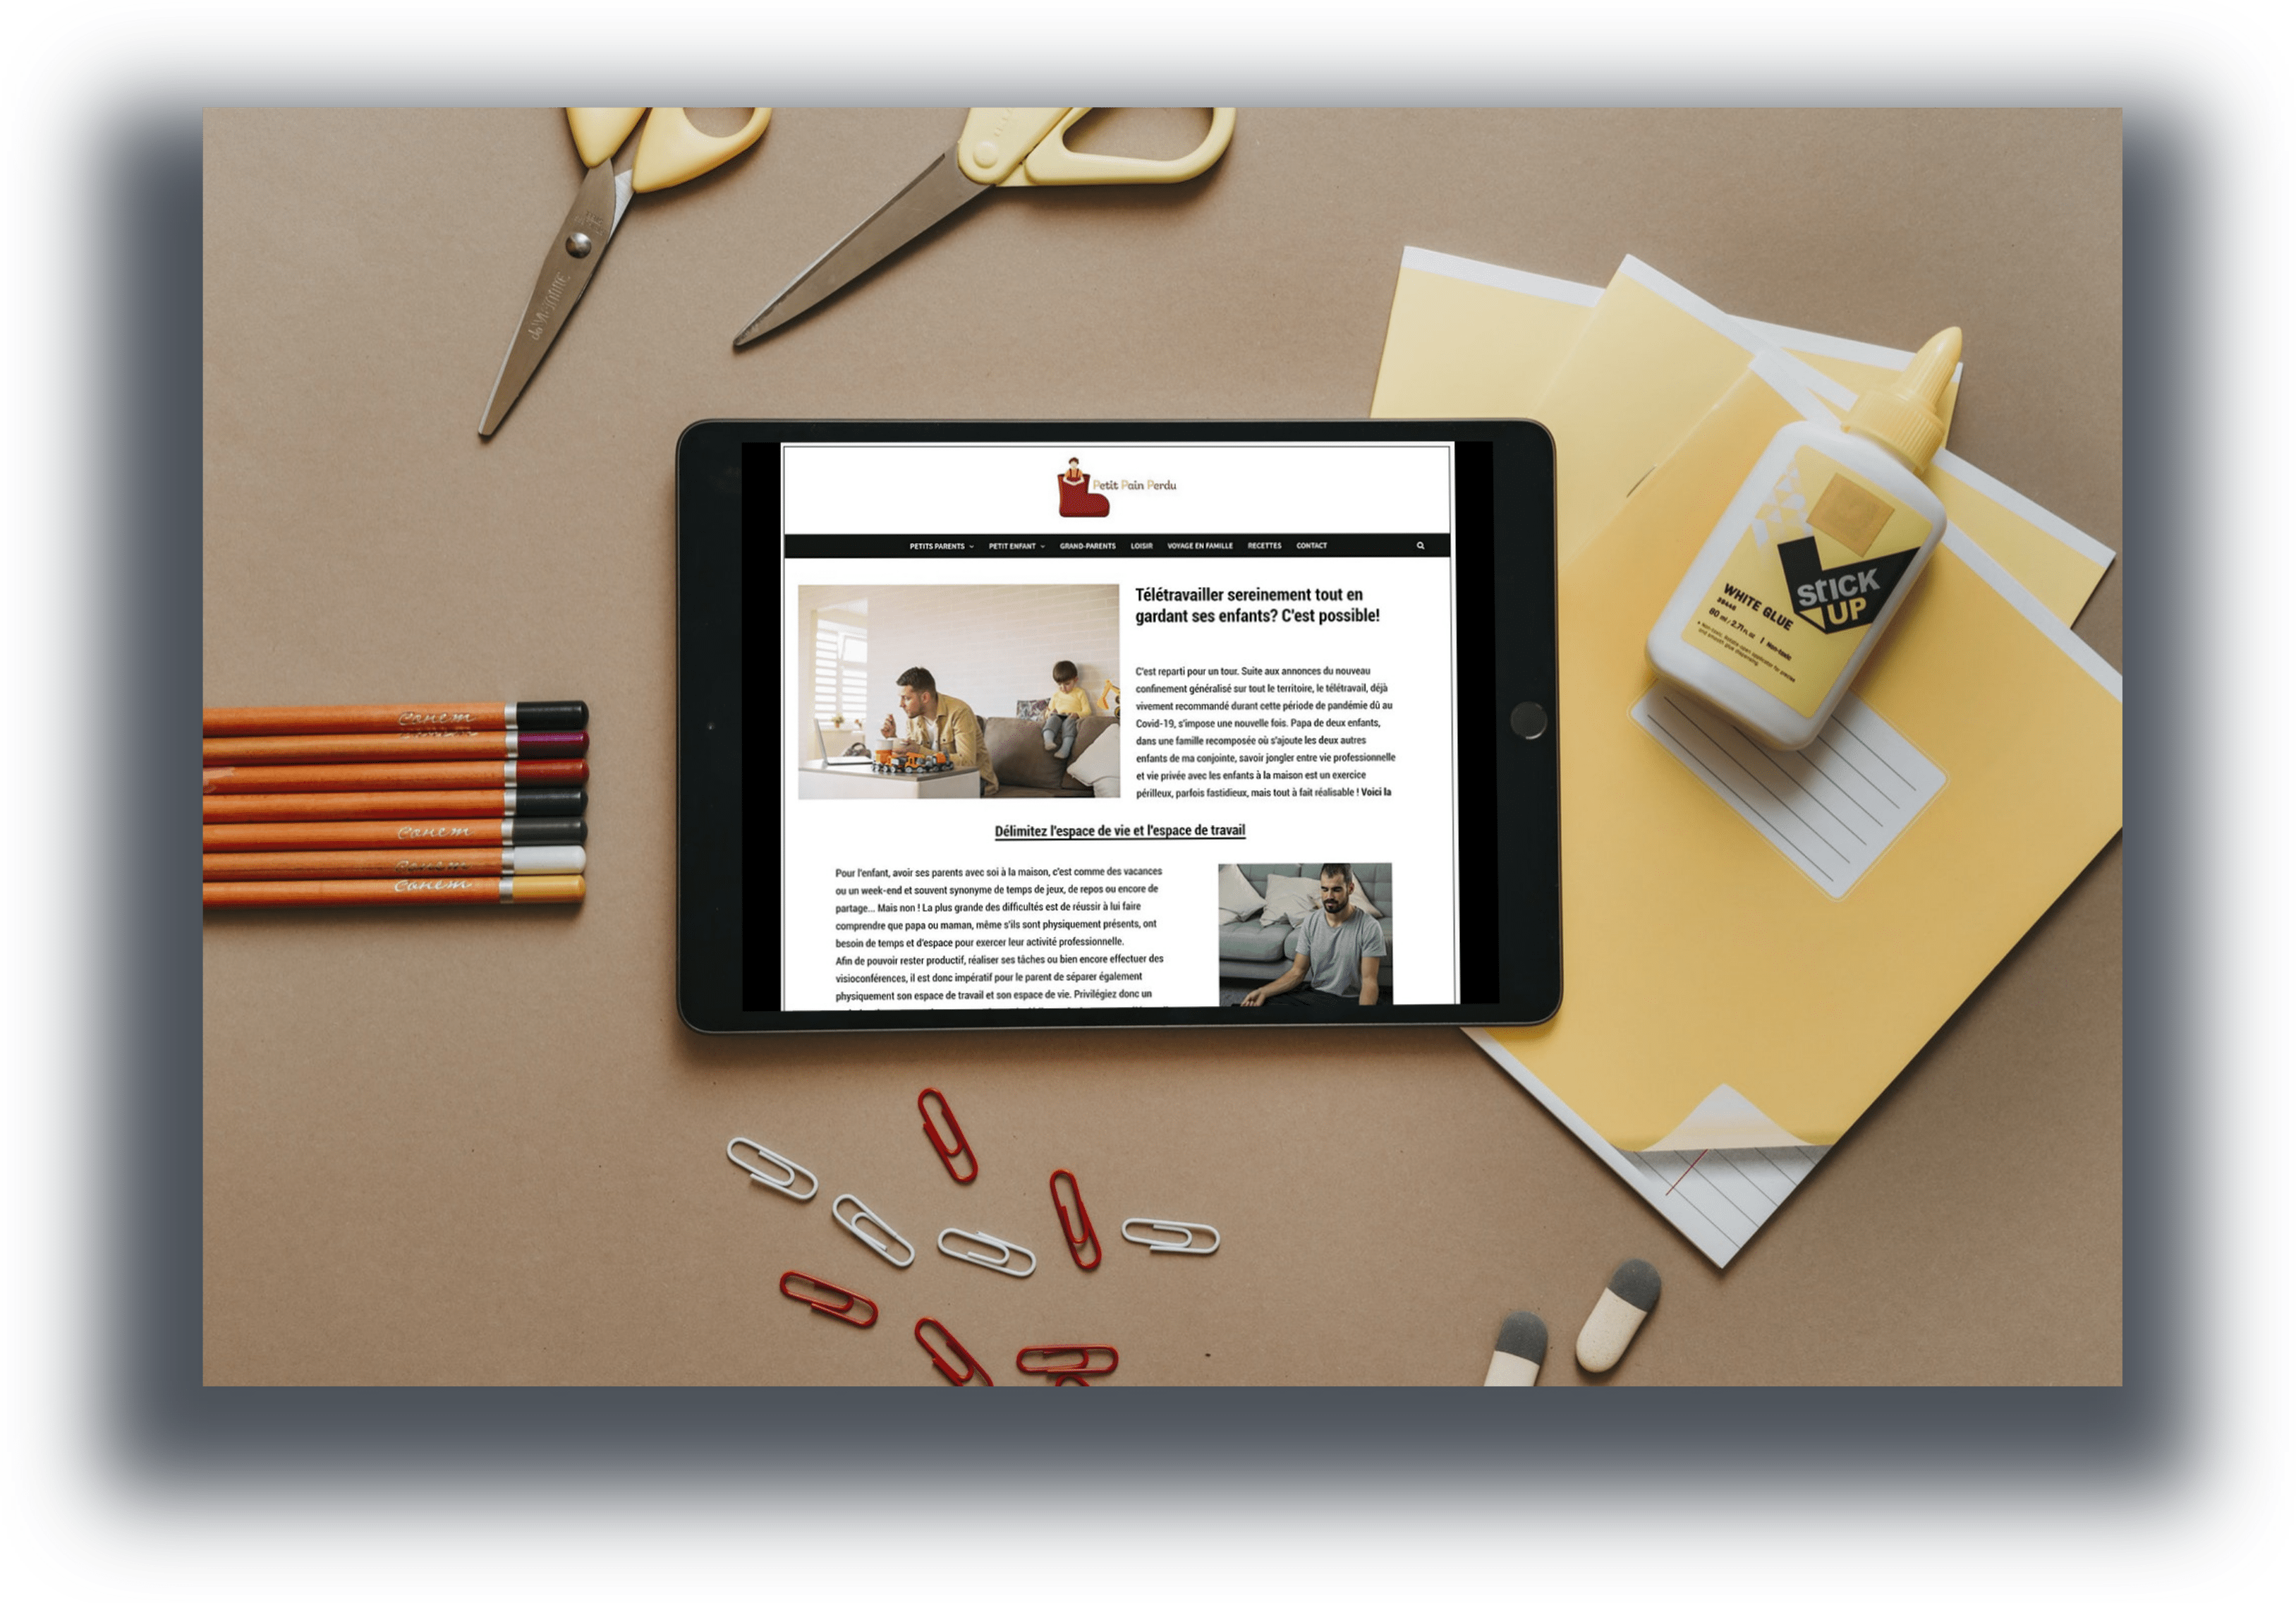 Petit Pain Perdu
PETITS PARENTS PETIT ENFANT GRAND-PARENTS LOISIR VOYAGE EN FAMILLE RECETTES CONTACT
Télétravailler sereinement tout en
gardant ses enfants? C'est possible!
C'est reparti pour un tour. Suite aux annonces du nouveau
confinement généralisé sur tout le territoire, le télétravail, déjà
vivement recommandé durant cette période de pandémie dû au
Covid-19, s'impose une nouvelle fois. Papa de deux enfants,
dans une famille recomposée où s'ajoute les deux autres
enfants de ma conjointe, savoir jongler entre vie professionnelle
et vie privée avec les enfants à la maison est un exercice
périlleux, parfois fastidieux, mais tout à fait réalisable ! Voici la
Délimitez l'espace de vie et l'espace de travail
Pour l'enfant, avoir ses parents avec soi à la maison, c'est comme des vacances
ou un week-end et souvent synonyme de temps de jeux, de repos ou encore de
partage... Mais non ! La plus grande des difficultés est de réussir à lui faire
comprendre que papa ou maman, même s'ils sont physiquement présents, ont
besoin de temps et d'espace pour exercer leur activité professionnelle.
Afin de pouvoir rester productif, réaliser ses tâches ou bien encore effectuer des
visioconférences, il est donc impératif pour le parent de séparer également
physiquement son espace de travail et son espace de vie. Privilégiez donc un
StICK
UP
WHITE GLUE
80 ml / 2.71 fl. oz | Non-toxic